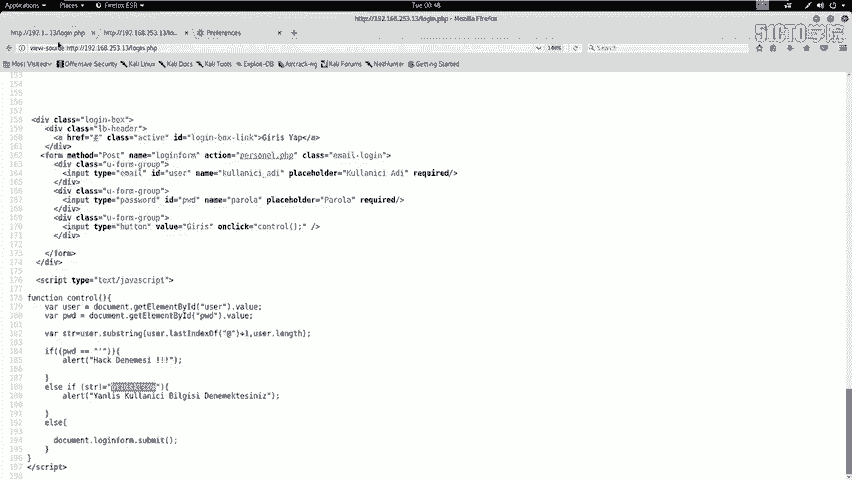 Applications Places Firefox ESR Tue 00:48
http://192.168.253.13/login.php - Mozilla Firefox
http://192.1...13/login.php × http://192.168.253.13/lo... × Preferences × +
51CTO学院
view-source:http://192.168.253.13/login.php 140% Search
Most Visited Offensive Security Kali Linux Kali Docs Kali Tools Exploit-DB Aircrack-ng Kali Forums NetHunter Getting Started
153
154
155
156
157
158 <div class="login-box">
159 <div class="lb-header">
160 <a href="#" class="active" id="login-box-link">Giris Yap</a>
161 </div>
162 <form method="Post" name="loginform" action="personel.php" class="email-login">
163 <div class="u-form-group">
164 <input type="email" id="user" name="kullanici_adi" placeholder="Kullanici Adi" required/>
165 </div>
166 <div class="u-form-group">
167 <input type="password" id="pwd" name="parola" placeholder="Parola" required/>
168 </div>
169 <div class="u-form-group">
170 <input type="button" value="Giris" onclick="control();" />
171 </div>
172
173 </form>
174 </div>
175
176 <script type="text/javascript">
177
178 function control(){
179 var user = document.getElementById("user").value;
180 var pwd = document.getElementById("pwd").value;
181
182 var str=user.substring(user.lastIndexOf("@")+1,user.length);
183
184 if((pwd == "'")){
185 alert("Hack Denemesi !!!");
186
187 }
188 else if (str!=" "){
189 alert("Yanlis Kullanici Bilgisi Denemektesiniz");
190
191 }
192 else{
193
194 document.loginform.submit();
195 }
196 }
197 </script>
198